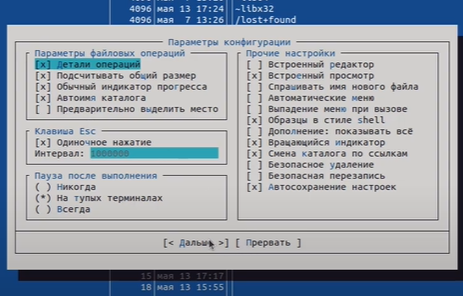 4096 мая 13 17:24 ~libx32
4096 мая 7 13:26 /lost+found
Параметры конфигурации
Параметры файловых операций
[x] Детали операций
[x] Подсчитывать общий размер
[x] Обычный индикатор прогресса
[x] Автоимя каталога
[ ] Предварительно выделить место
Клавиша Esc
[x] Одиночное нажатие
Интервал: 1000000
Пауза после выполнения
( ) Никогда
(*) На тупых терминалах
( ) Всегда
Прочие настройки
[ ] Встроенный редактор
[x] Встроенный просмотр
[ ] Спрашивать имя нового файла
[ ] Автоматические меню
[ ] Выпадение меню при вызове
[x] Образцы в стиле shell
[ ] Дополнение: показывать всё
[x] Вращающийся индикатор
[x] Смена каталога по ссылкам
[ ] Безопасное удаление
[ ] Безопасная перезапись
[x] Автосохранение настроек
[< Дальше >] [ Прервать ]
15 мая 13 17:17
18 мая 13 15:55